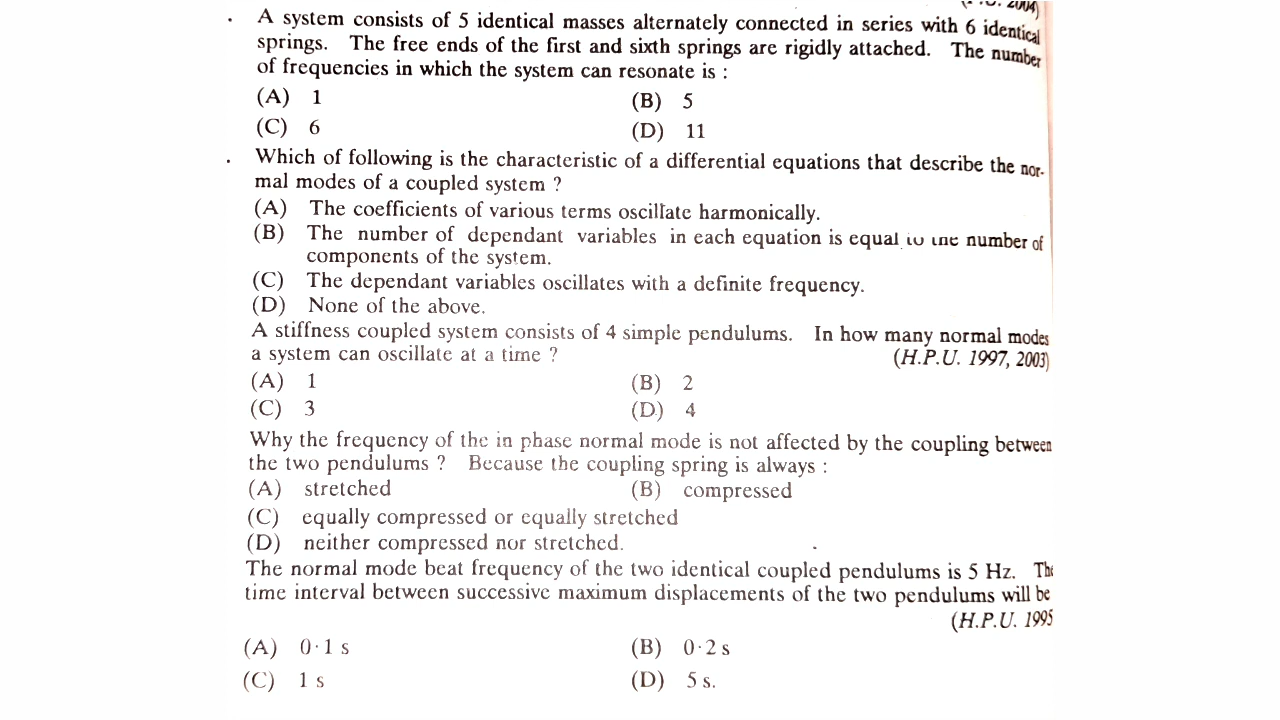 2004)
. A system consists of 5 identical masses alternately connected in series with 6 identical
springs. The free ends of the first and sixth springs are rigidly attached. The number
of frequencies in which the system can resonate is :
(A) 1 (B) 5
(C) 6 (D) 11
. Which of following is the characteristic of a differential equations that describe the nor-
mal modes of a coupled system ?
(A) The coefficients of various terms oscillate harmonically.
(B) The number of dependant variables in each equation is equal to the number of
components of the system.
(C) The dependant variables oscillates with a definite frequency.
(D) None of the above.
A stiffness coupled system consists of 4 simple pendulums. In how many normal modes
a system can oscillate at a time ? (H.P.U. 1997, 2003)
(A) 1 (B) 2
(C) 3 (D) 4
Why the frequency of the in phase normal mode is not affected by the coupling between
the two pendulums ? Because the coupling spring is always :
(A) stretched (B) compressed
(C) equally compressed or equally stretched
(D) neither compressed nor stretched.
The normal mode beat frequency of the two identical coupled pendulums is 5 Hz. The
time interval between successive maximum displacements of the two pendulums will be
(H.P.U. 1995
(A) 0·1 s (B) 0·2 s
(C) 1 s (D) 5 s.